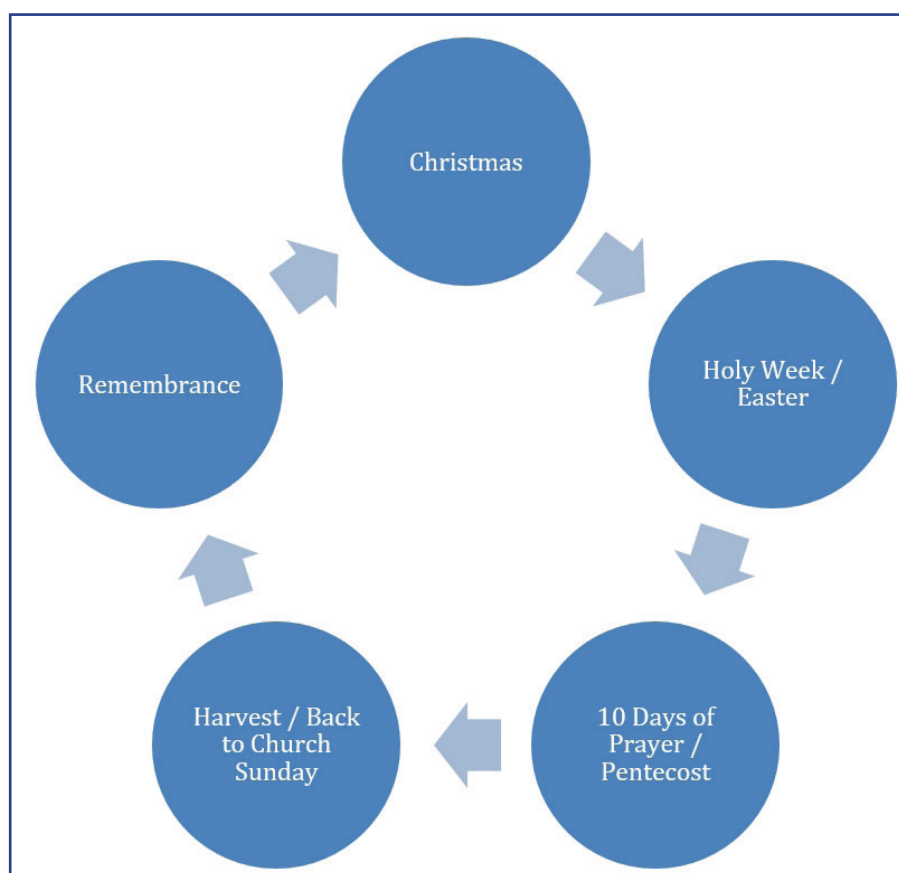 Christmas
Holy Week /
Easter
10 Days of
Prayer /
Pentecost
Harvest / Back
to Church
Sunday
Remembrance